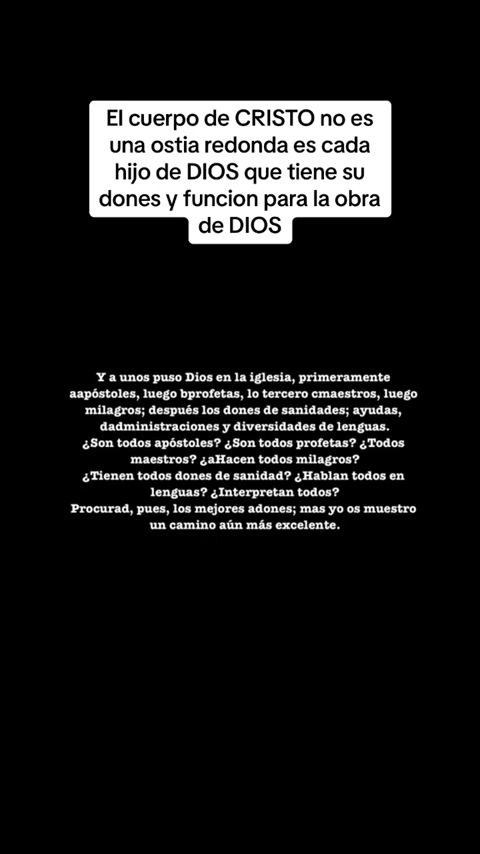 El cuerpo de CRISTO no es
una ostia redonda es cada
hijo de DIOS que tiene su
dones y funcion para la obra
de DIOS
Y a unos puso Dios en la iglesia, primeramente
aapóstoles, luego bprofetas, lo tercero cmaestros, luego
milagros; después los dones de sanidades; ayudas,
dadministraciones y diversidades de lenguas.
¿Son todos apóstoles? ¿Son todos profetas? ¿Todos
maestros? ¿aHacen todos milagros?
¿Tienen todos dones de sanidad? ¿Hablan todos en
lenguas? ¿Interpretan todos?
Procurad, pues, los mejores adones; mas yo os muestro
un camino aún más excelente.